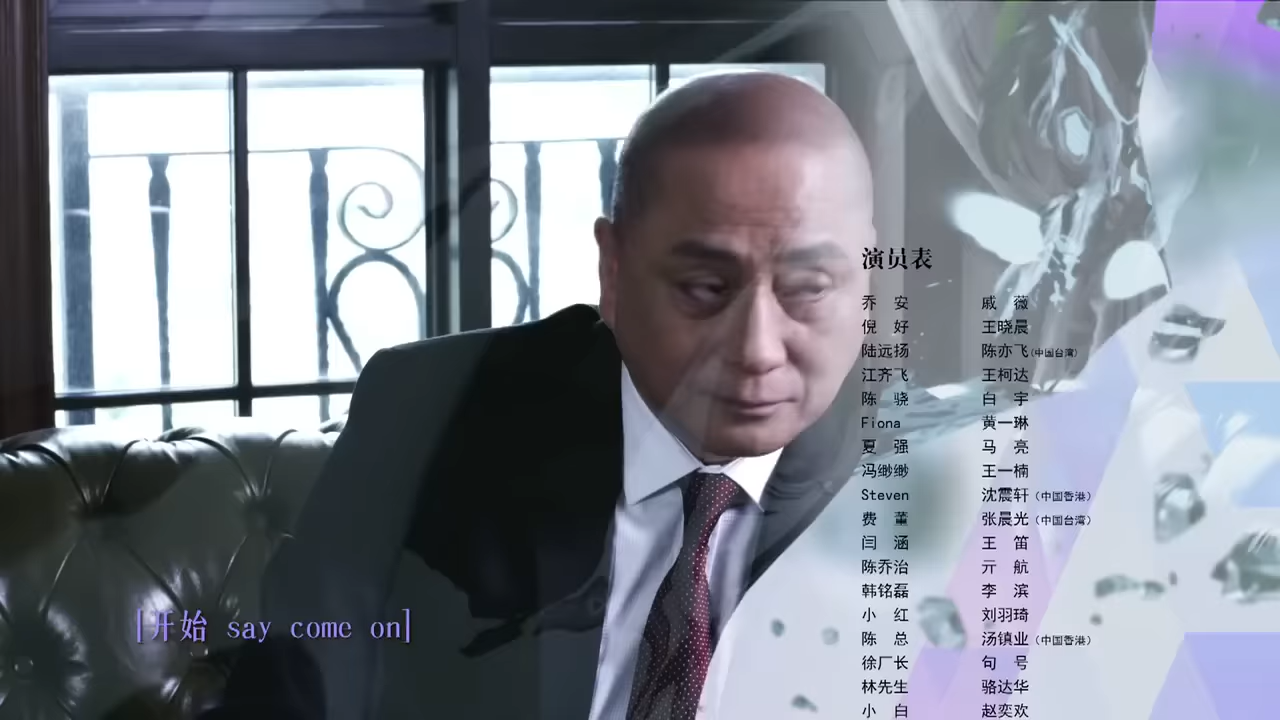 演员表
乔 安 戚 薇
倪 好 王晓晨
陆远扬 陈亦飞(中国台湾)
江齐飞 王柯达
陈 骁 白 宇
Fiona 黄一琳
夏 强 马 亮
冯缈缈 王一楠
Steven 沈震轩(中国香港)
费 董 张晨光(中国台湾)
闫 涵 王 笛
陈乔治 亓 航
韩铭磊 李 滨
小 红 刘羽琦
陈 总 汤镇业(中国香港)
徐厂长 句 号
林先生 骆达华
小 白 赵奕欢
[开始 say come on]